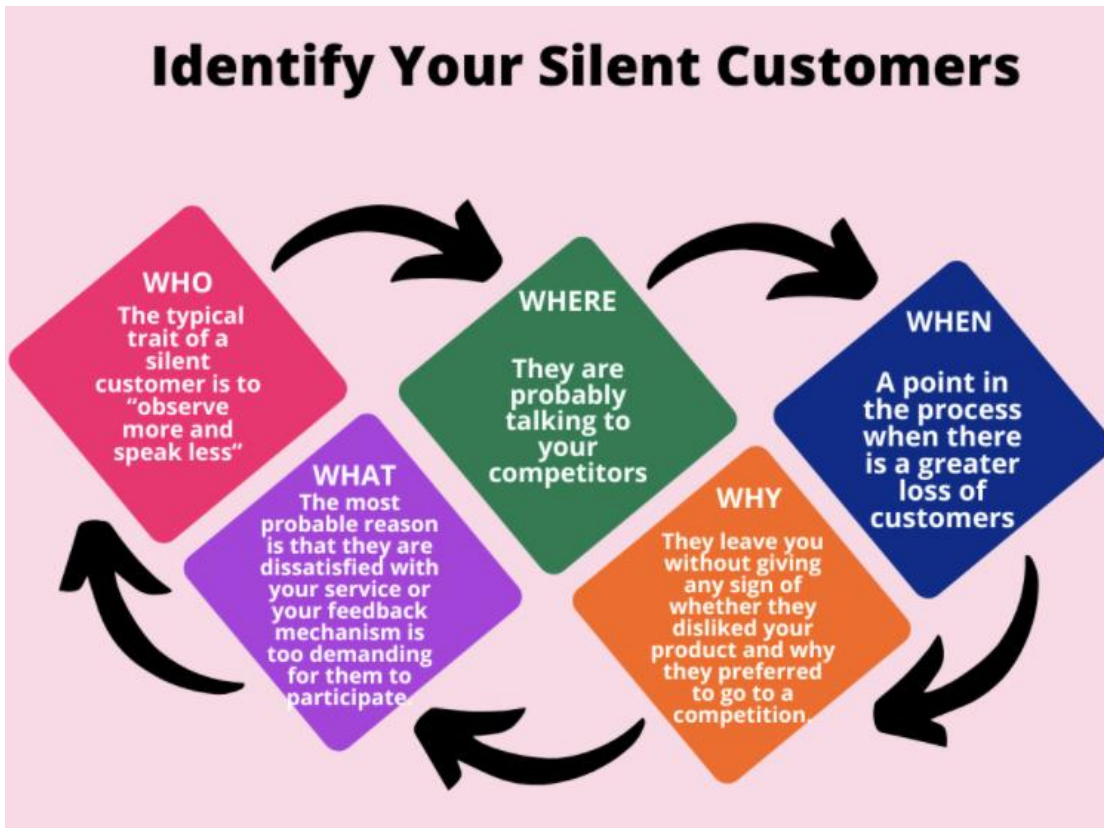 Identify Your Silent Customers
WHO
The typical
trait of a
silent
customer is to
“observe
more and
speak less”
WHERE
They are
probably
talking to
your
competitors
WHEN
A point in
the process
when there
is a greater
loss of
customers
WHY
They leave you
without giving
any sign of
whether they
disliked your
product and why
they preferred
to go to a
competition.
WHAT
The most
probable reason
is that they are
dissatisfied with
your service or
your feedback
mechanism is
too demanding
for them to
participate.